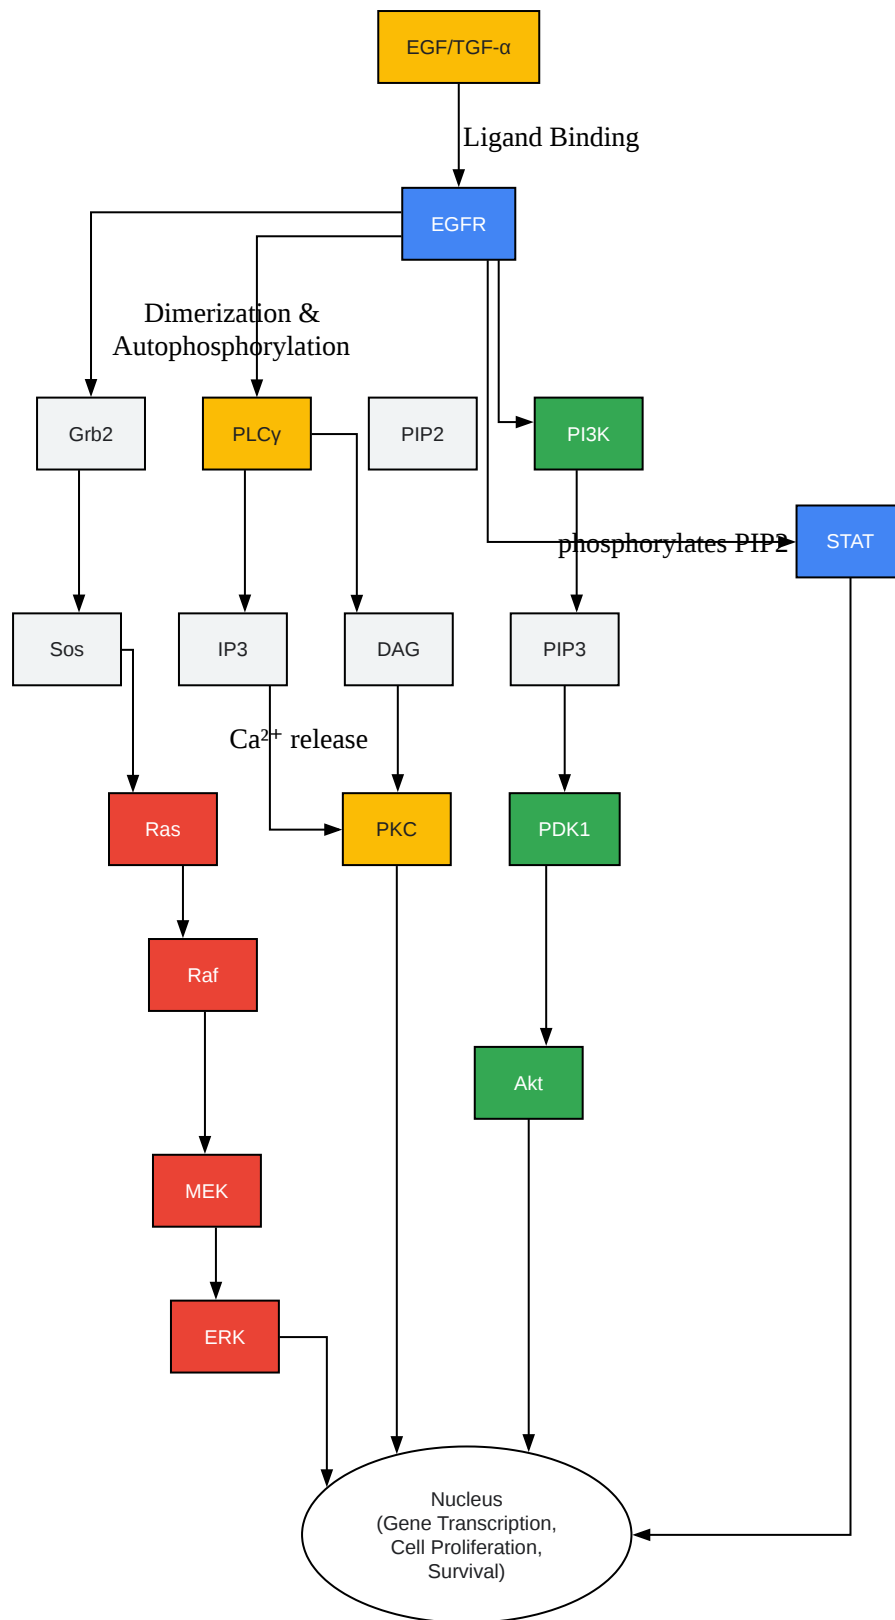 EGF/TGF-α
Ligand Binding
EGFR
Dimerization &
Autophosphorylation
Grb2
PLCγ
PIP2
PI3K
phosphorylates PIP2
STAT
Sos
IP3
DAG
PIP3
Ca²⁺ release
Ras
PKC
PDK1
Raf
Akt
MEK
ERK
Nucleus
(Gene Transcription,
Cell Proliferation,
Survival)